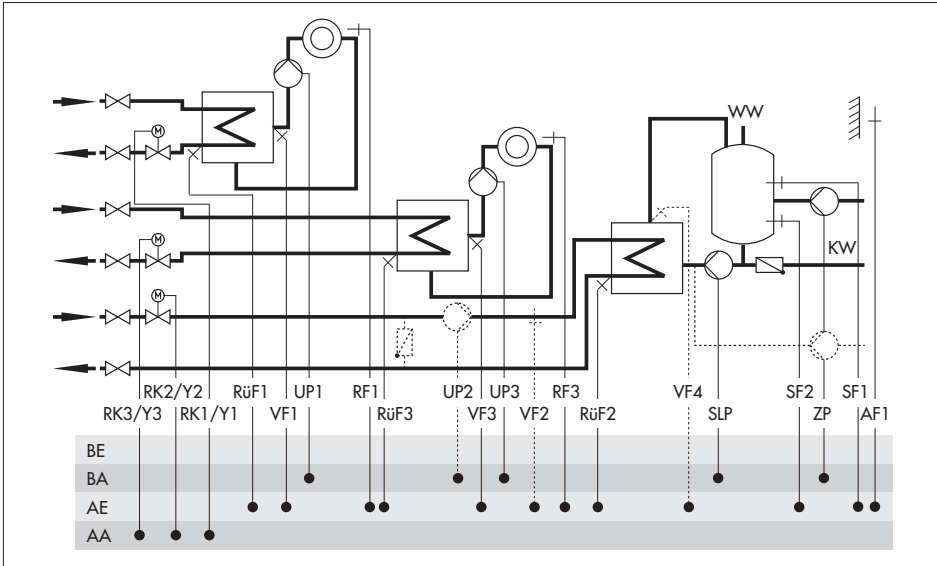 M
WW
M
KW
M
RK2/Y2 RüF1 UP1 RF1 UP2 UP3 RF3 VF4 SF2 SF1
RK3/Y3 RK1/Y1 VF1 RüF3 VF3 VF2 RüF2 SLP ZP AF1
BE
BA
AE
AA